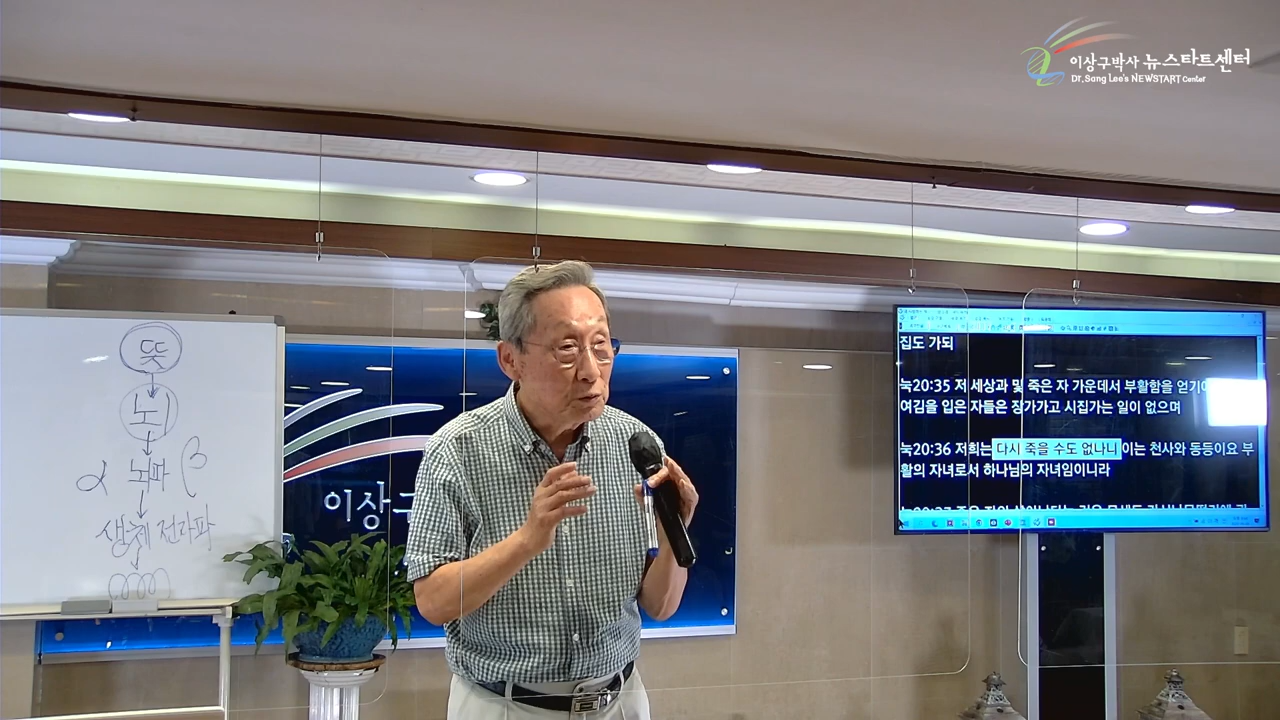 이상구박사 뉴스타트센터
Dr. Sang Lee's NEWSTART Center
뜻
뇌
α 뇌파 β
생체 전자파
이상구
집도 가되
눅20:35 저 세상과 및 죽은 자 가운데서 부활함을 얻기에
여김을 입은 자들은 장가가고 시집가는 일이 없으며
눅20:36 저희는 다시 죽을 수도 없나니 이는 천사와 동등이요 부
활의 자녀로서 하나님의 자녀임이니라